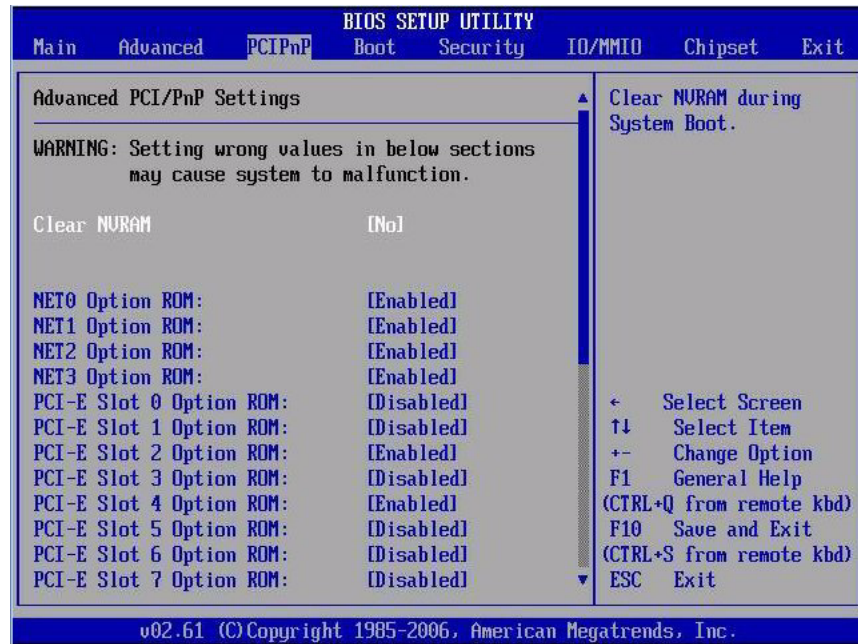 BIOS SETUP UTILITY
Main Advanced PCIPnP Boot Security IO/MMIO Chipset Exit
Advanced PCI/PnP Settings
WARNING: Setting wrong values in below sections
may cause system to malfunction.
Clear NVRAM [No]
NET0 Option ROM: [Enabled]
NET1 Option ROM: [Enabled]
NET2 Option ROM: [Enabled]
NET3 Option ROM: [Enabled]
PCI-E Slot 0 Option ROM: [Disabled]
PCI-E Slot 1 Option ROM: [Disabled]
PCI-E Slot 2 Option ROM: [Enabled]
PCI-E Slot 3 Option ROM: [Disabled]
PCI-E Slot 4 Option ROM: [Enabled]
PCI-E Slot 5 Option ROM: [Disabled]
PCI-E Slot 6 Option ROM: [Disabled]
PCI-E Slot 7 Option ROM: [Disabled]
Clear NVRAM during
System Boot.
← Select Screen
↑↓ Select Item
+- Change Option
F1 General Help
(CTRL+Q from remote kbd)
F10 Save and Exit
(CTRL+S from remote kbd)
ESC Exit
v02.61 (C)Copyright 1985-2006, American Megatrends, Inc.